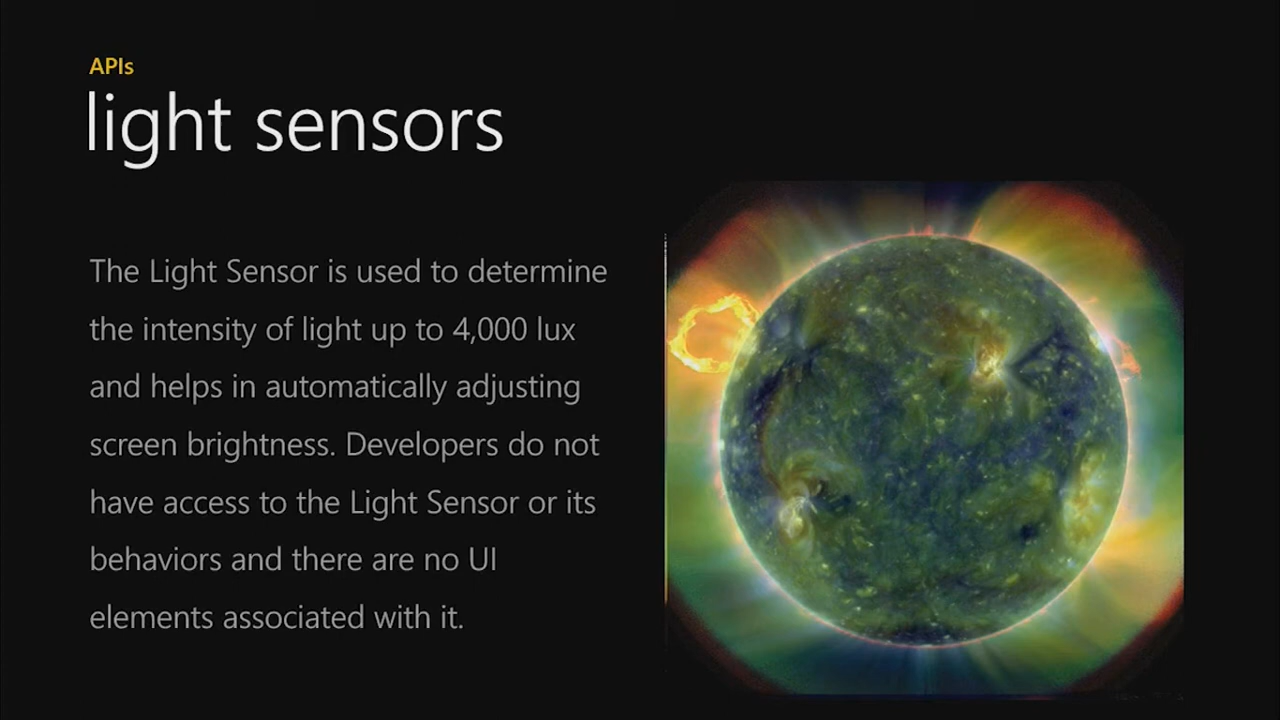 APIs
light sensors
The Light Sensor is used to determine
the intensity of light up to 4,000 lux
and helps in automatically adjusting
screen brightness. Developers do not
have access to the Light Sensor or its
behaviors and there are no UI
elements associated with it.